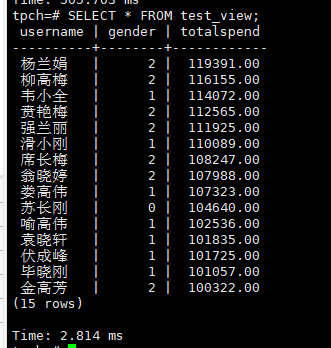 Time: 305.763 ms
tpch=# SELECT * FROM test_view;
username | gender | totalspend
----------+--------+------------
杨兰娟 | 2 | 119391.00
柳高梅 | 2 | 116155.00
韦小全 | 1 | 114072.00
贲艳梅 | 2 | 112565.00
强兰丽 | 2 | 111925.00
滑小刚 | 1 | 110089.00
席长梅 | 2 | 108247.00
翁晓婷 | 2 | 107988.00
娄高伟 | 1 | 107323.00
苏长刚 | 0 | 104640.00
喻高伟 | 1 | 102536.00
袁晓轩 | 1 | 101835.00
伏成峰 | 1 | 101725.00
毕晓刚 | 1 | 101057.00
金高芳 | 2 | 100322.00
(15 rows)
Time: 2.814 ms